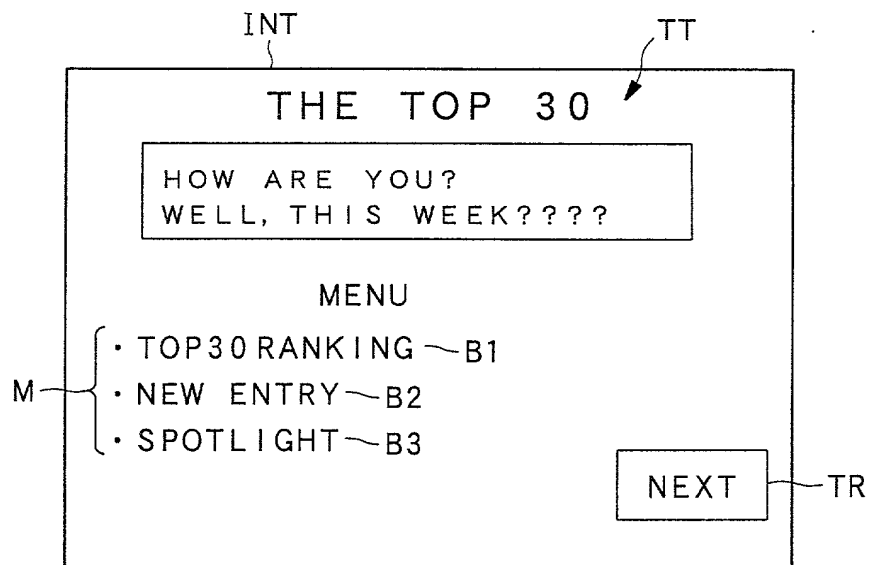 INT
TT
THE TOP 30
HOW ARE YOU?
WELL, THIS WEEK????
MENU
・TOP30RANKING B1
M ・NEW ENTRY B2
・SPOTLIGHT B3
NEXT TR